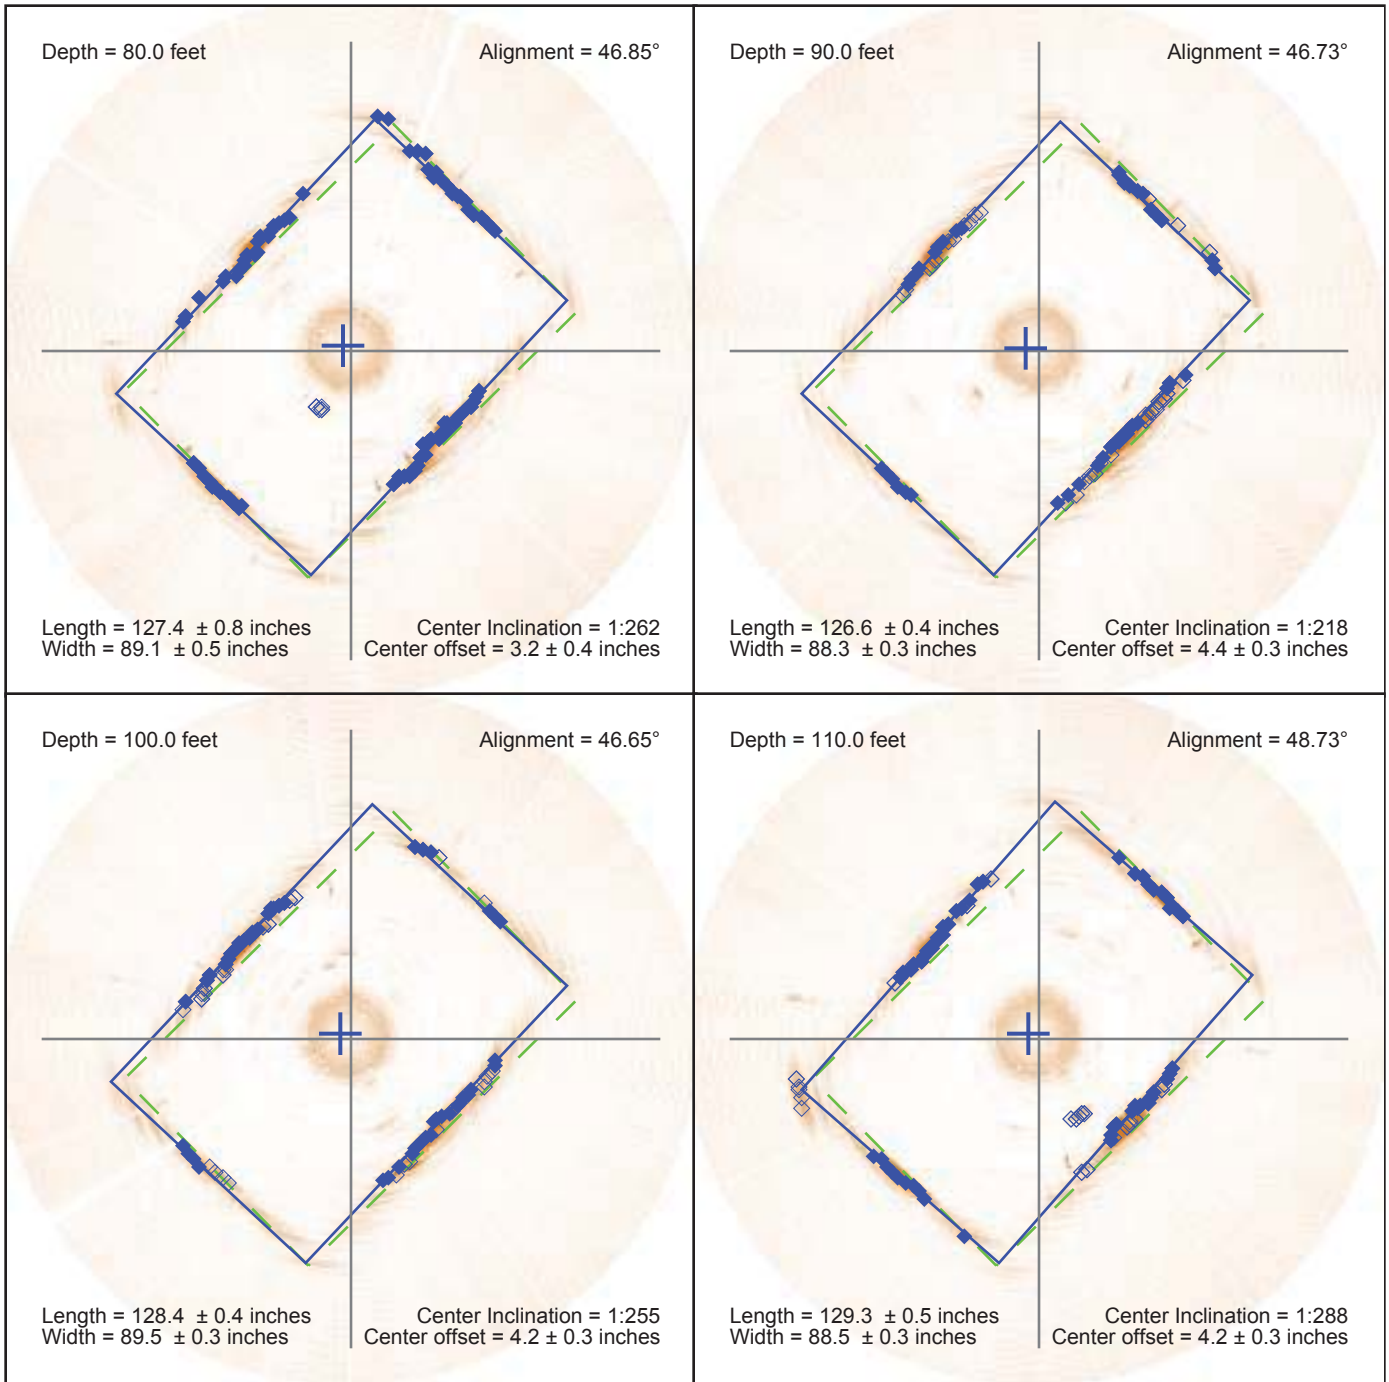 Depth = 80.0 feet
Alignment = 46.85°
Length = 127.4 ± 0.8 inches
Width = 89.1 ± 0.5 inches
Center Inclination = 1:262
Center offset = 3.2 ± 0.4 inches
Depth = 90.0 feet
Alignment = 46.73°
Length = 126.6 ± 0.4 inches
Width = 88.3 ± 0.3 inches
Center Inclination = 1:218
Center offset = 4.4 ± 0.3 inches
Depth = 100.0 feet
Alignment = 46.65°
Length = 128.4 ± 0.4 inches
Width = 89.5 ± 0.3 inches
Center Inclination = 1:255
Center offset = 4.2 ± 0.3 inches
Depth = 110.0 feet
Alignment = 48.73°
Length = 129.3 ± 0.5 inches
Width = 88.5 ± 0.3 inches
Center Inclination = 1:288
Center offset = 4.2 ± 0.3 inches